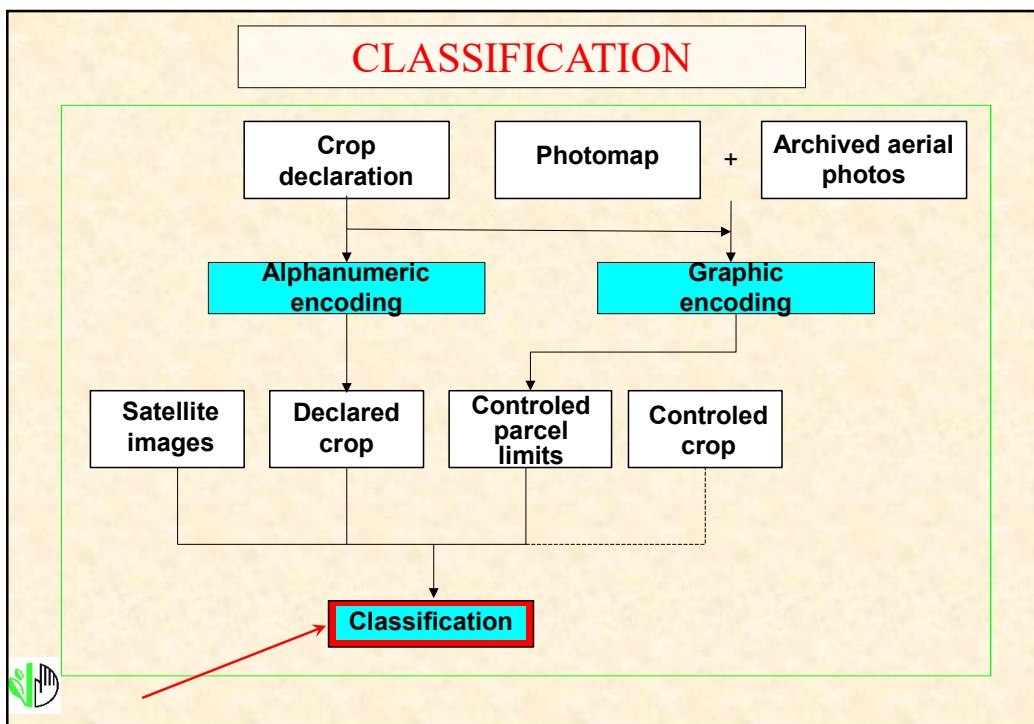 CLASSIFICATION
Crop
declaration
Photomap
+
Archived aerial
photos
Alphanumeric
encoding
Graphic
encoding
Satellite
images
Declared
crop
Controled
parcel
limits
Controled
crop
Classification